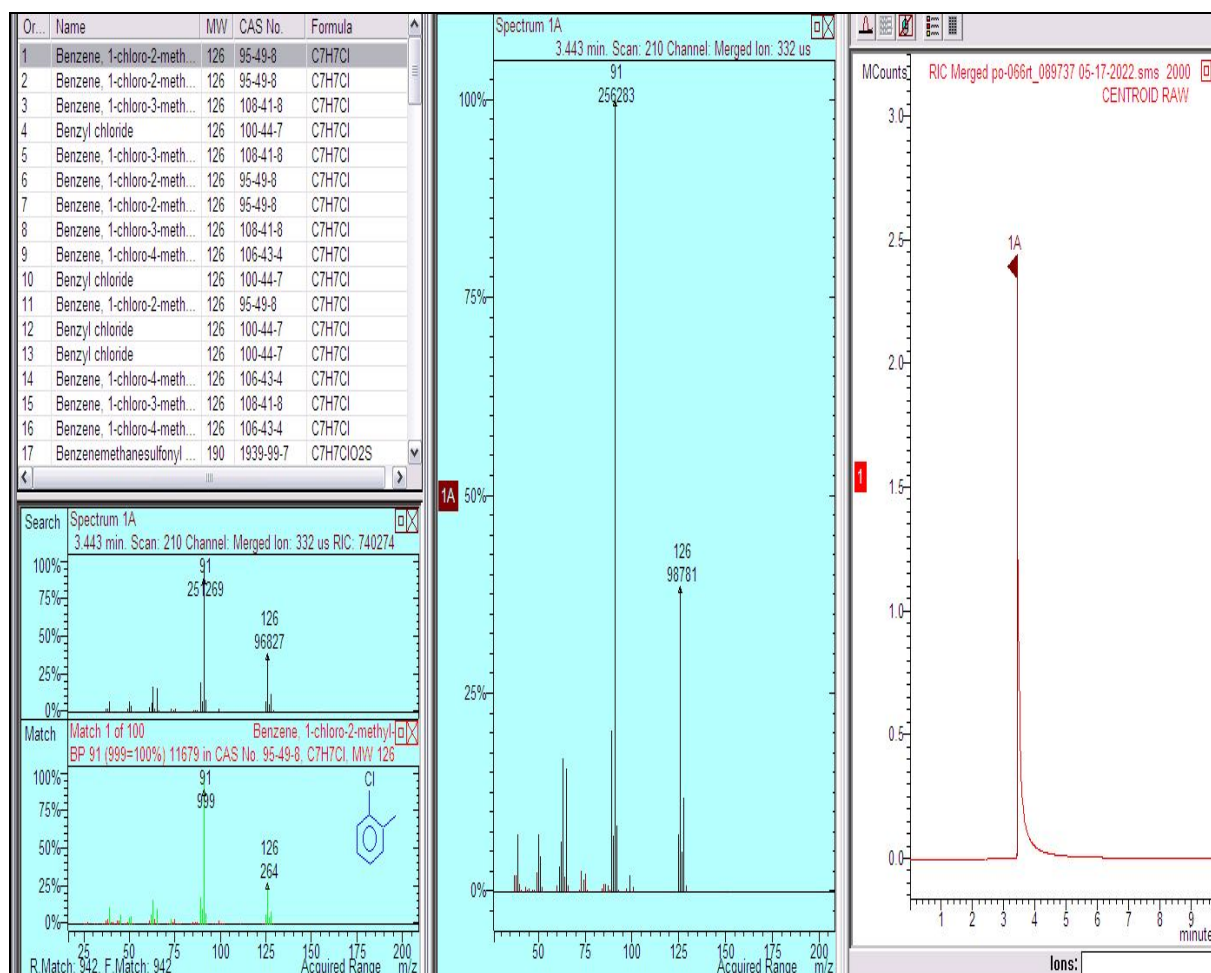 Or... Name MW CAS No. Formula
1 Benzene, 1-chloro-2-meth... 126 95-49-8 C7H7Cl
2 Benzene, 1-chloro-2-meth... 126 95-49-8 C7H7Cl
3 Benzene, 1-chloro-3-meth... 126 108-41-8 C7H7Cl
4 Benzyl chloride 126 100-44-7 C7H7Cl
5 Benzene, 1-chloro-3-meth... 126 108-41-8 C7H7Cl
6 Benzene, 1-chloro-2-meth... 126 95-49-8 C7H7Cl
7 Benzene, 1-chloro-2-meth... 126 95-49-8 C7H7Cl
8 Benzene, 1-chloro-3-meth... 126 108-41-8 C7H7Cl
9 Benzene, 1-chloro-4-meth... 126 106-43-4 C7H7Cl
10 Benzyl chloride 126 100-44-7 C7H7Cl
11 Benzene, 1-chloro-2-meth... 126 95-49-8 C7H7Cl
12 Benzyl chloride 126 100-44-7 C7H7Cl
13 Benzyl chloride 126 100-44-7 C7H7Cl
14 Benzene, 1-chloro-4-meth... 126 106-43-4 C7H7Cl
15 Benzene, 1-chloro-3-meth... 126 108-41-8 C7H7Cl
16 Benzene, 1-chloro-4-meth... 126 106-43-4 C7H7Cl
17 Benzenemethanesulfonyl ... 190 1939-99-7 C7H7ClO2S
Search Spectrum 1A
3.443 min. Scan: 210 Channel: Merged Ion: 332 us RIC: 740274
100%
75%
50%
25%
0%
91
251269
126
96827
Match Match 1 of 100 Benzene, 1-chloro-2-methyl-
BP 91 (999=100%) 11679 in CAS No. 95-49-8, C7H7Cl, MW 126
100%
75%
50%
25%
0%
91
999
126
264
Cl
25 50 75 100 125 150 175 200
R.Match: 942, F.Match: 942 Acquired Range m/z
Spectrum 1A
3.443 min. Scan: 210 Channel: Merged Ion: 332 us
91
256283
126
98781
100%
75%
1A 50%
25%
0%
50 75 100 125 150 175 200
Acquired Range m/z
MCounts RIC Merged po-066rt_089737 05-17-2022.sms 2000
CENTROID RAW
3.0
2.5
1A
2.0
1 1.5
1.0
0.5
0.0
1 2 3 4 5 6 7 8 9
minute
Ions: